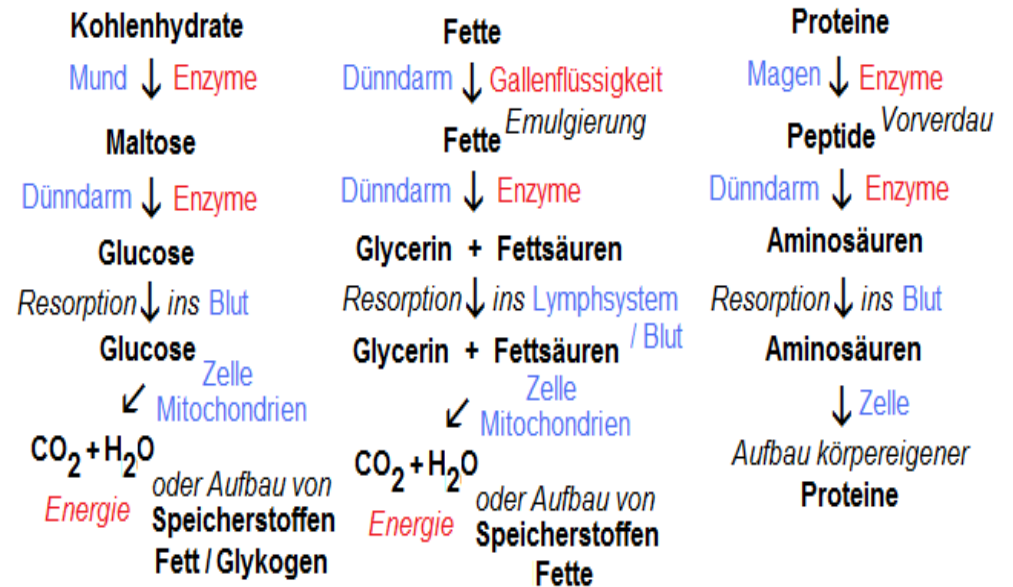 Kohlenhydrate
Mund ↓ Enzyme
Maltose
Dünndarm ↓ Enzyme
Glucose
Resorption ↓ ins Blut
Glucose
Zelle
Mitochondrien
CO₂ + H₂O
Energie
oder Aufbau von
Speicherstoffen
Fett / Glykogen
Fette
Dünndarm ↓ Gallenflüssigkeit
Emulgierung
Fette
Dünndarm ↓ Enzyme
Glycerin + Fettsäuren
Resorption ↓ ins Lymphsystem
/ Blut
Glycerin + Fettsäuren
Zelle
Mitochondrien
CO₂ + H₂O
Energie
oder Aufbau von
Speicherstoffen
Fette
Proteine
Magen ↓ Enzyme
Peptide Vorverdau
Dünndarm ↓ Enzyme
Aminosäuren
Resorption ↓ ins Blut
Aminosäuren
↓ Zelle
Aufbau körpereigener
Proteine